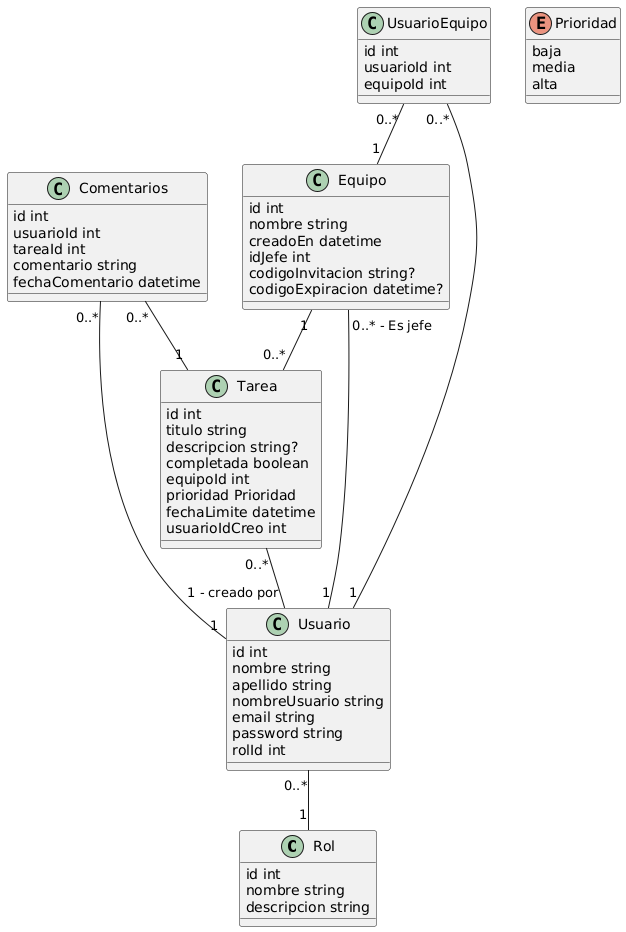 C UsuarioEquipo
id int
usuarioId int
equipoId int
E Prioridad
baja
media
alta
0..*
0..*
1
C Comentarios
id int
usuarioId int
tareaId int
comentario string
fechaComentario datetime
C Equipo
id int
nombre string
creadoEn datetime
idJefe int
codigoInvitacion string?
codigoExpiracion datetime?
0..*
0..*
1
0..* - Es jefe
1
0..*
C Tarea
id int
titulo string
descripcion string?
completada boolean
equipoId int
prioridad Prioridad
fechaLimite datetime
usuarioIdCreo int
0..*
1 - creado por
1
1
1
C Usuario
id int
nombre string
apellido string
nombreUsuario string
email string
password string
rolId int
0..*
1
C Rol
id int
nombre string
descripcion string